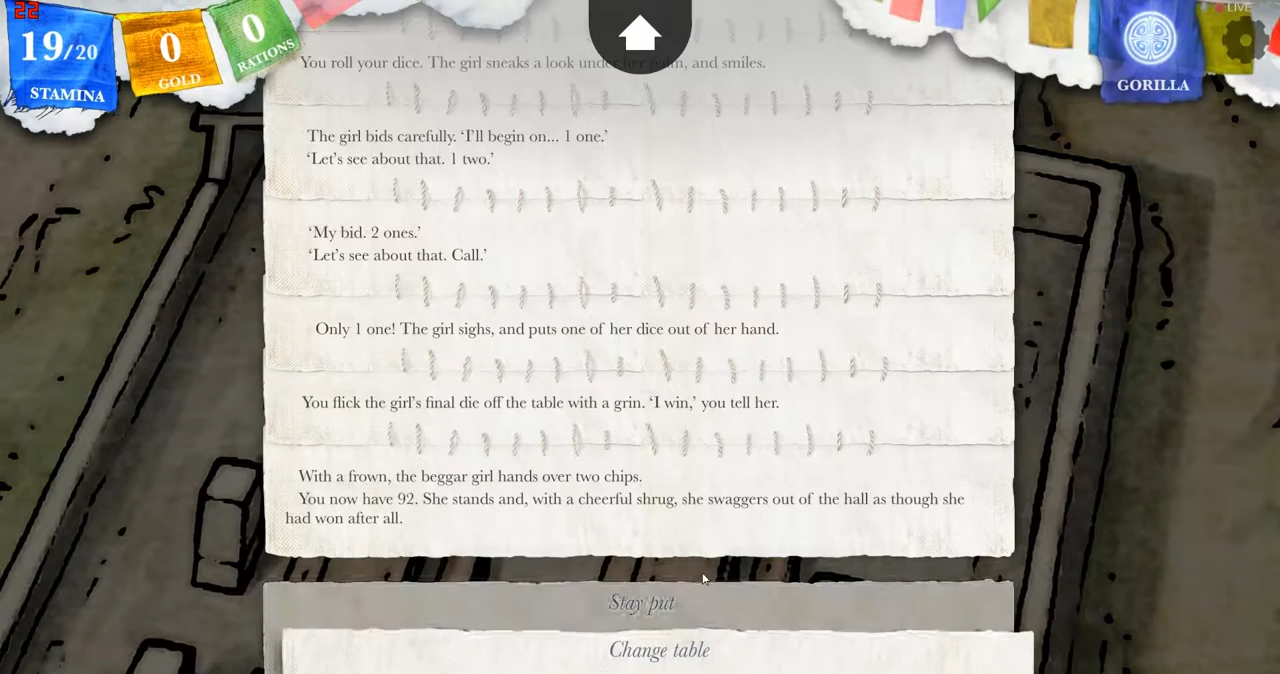 22
19/20
STAMINA
0
GOLD
0
RATIONS
LIVE
GORILLA
You roll your dice. The girl sneaks a look under her palm, and smiles.
The girl bids carefully. ‘I’ll begin on... 1 one.’
‘Let’s see about that. 1 two.’
‘My bid. 2 ones.’
‘Let’s see about that. Call.’
Only 1 one! The girl sighs, and puts one of her dice out of her hand.
You flick the girl’s final die off the table with a grin. ‘I win,’ you tell her.
With a frown, the beggar girl hands over two chips.
You now have 92. She stands and, with a cheerful shrug, she swaggers out of the hall as though she
had won after all.
Stay put
Change table